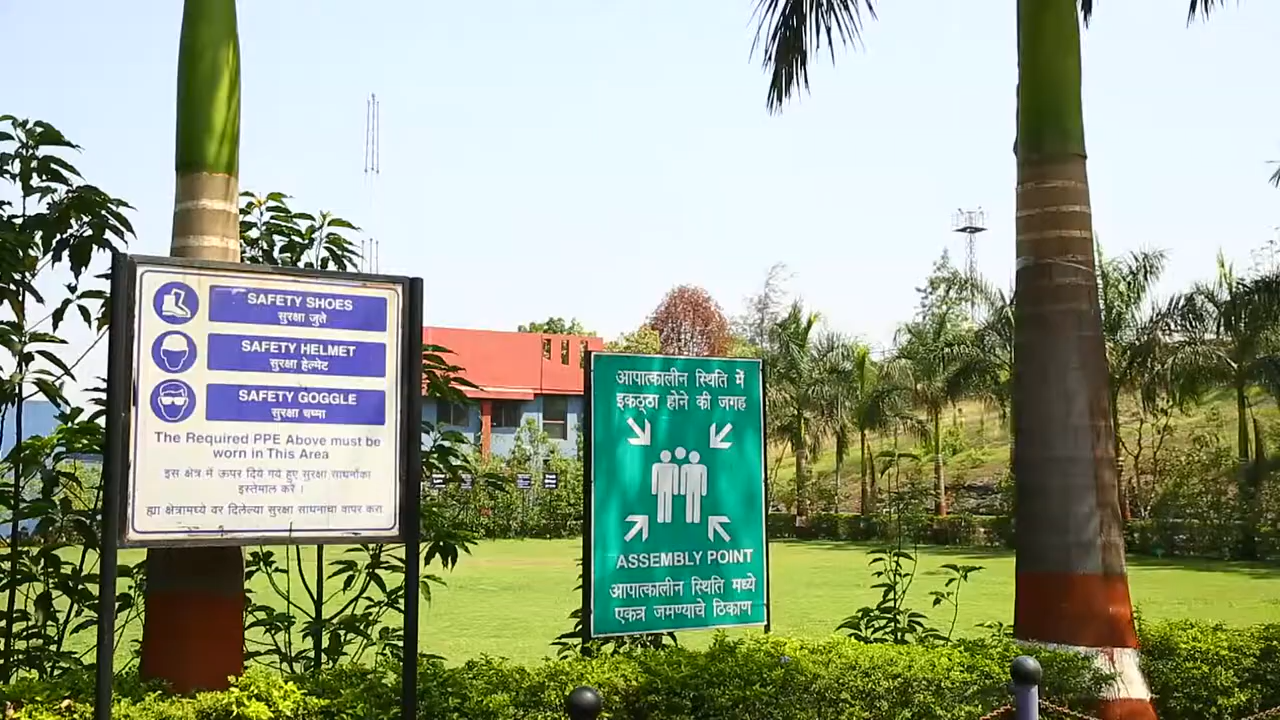 SAFETY SHOES
सुरक्षा जुते
SAFETY HELMET
सुरक्षा हेल्मेट
SAFETY GOGGLE
सुरक्षा चष्मा
The Required PPE Above must be
worn in This Area
इस क्षेत्र में ऊपर दिये गये हुए सुरक्षा साधनोंका
इस्तेमाल करें ।
ह्या क्षेत्रामध्ये वर दिलेल्या सुरक्षा साधनांचा वापर करा
आपात्कालीन स्थिति में
इकठ्ठा होने की जगह
ASSEMBLY POINT
आपात्कालीन स्थिति मध्ये
एकत्र जमण्याचे ठिकाण